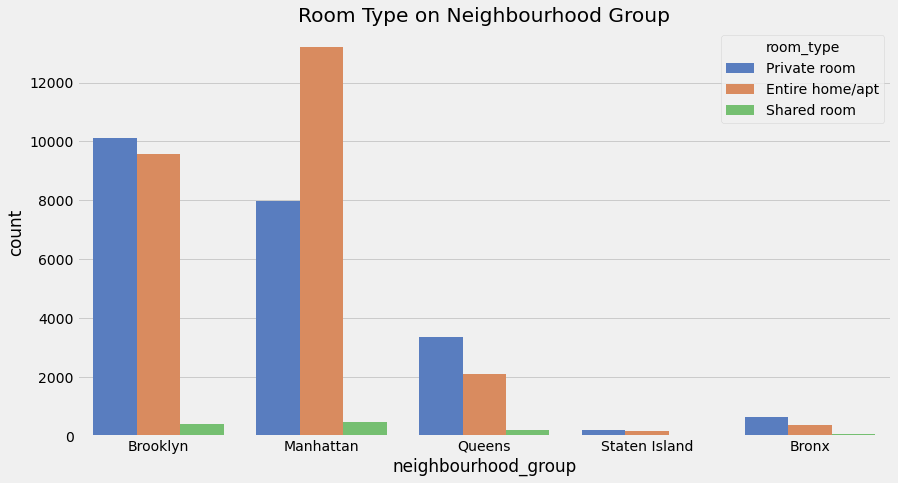 Room Type on Neighbourhood Group
room_type
Private room
Entire home/apt
Shared room
count
12000
10000
8000
6000
4000
2000
0
Brooklyn Manhattan Queens Staten Island Bronx
neighbourhood_group